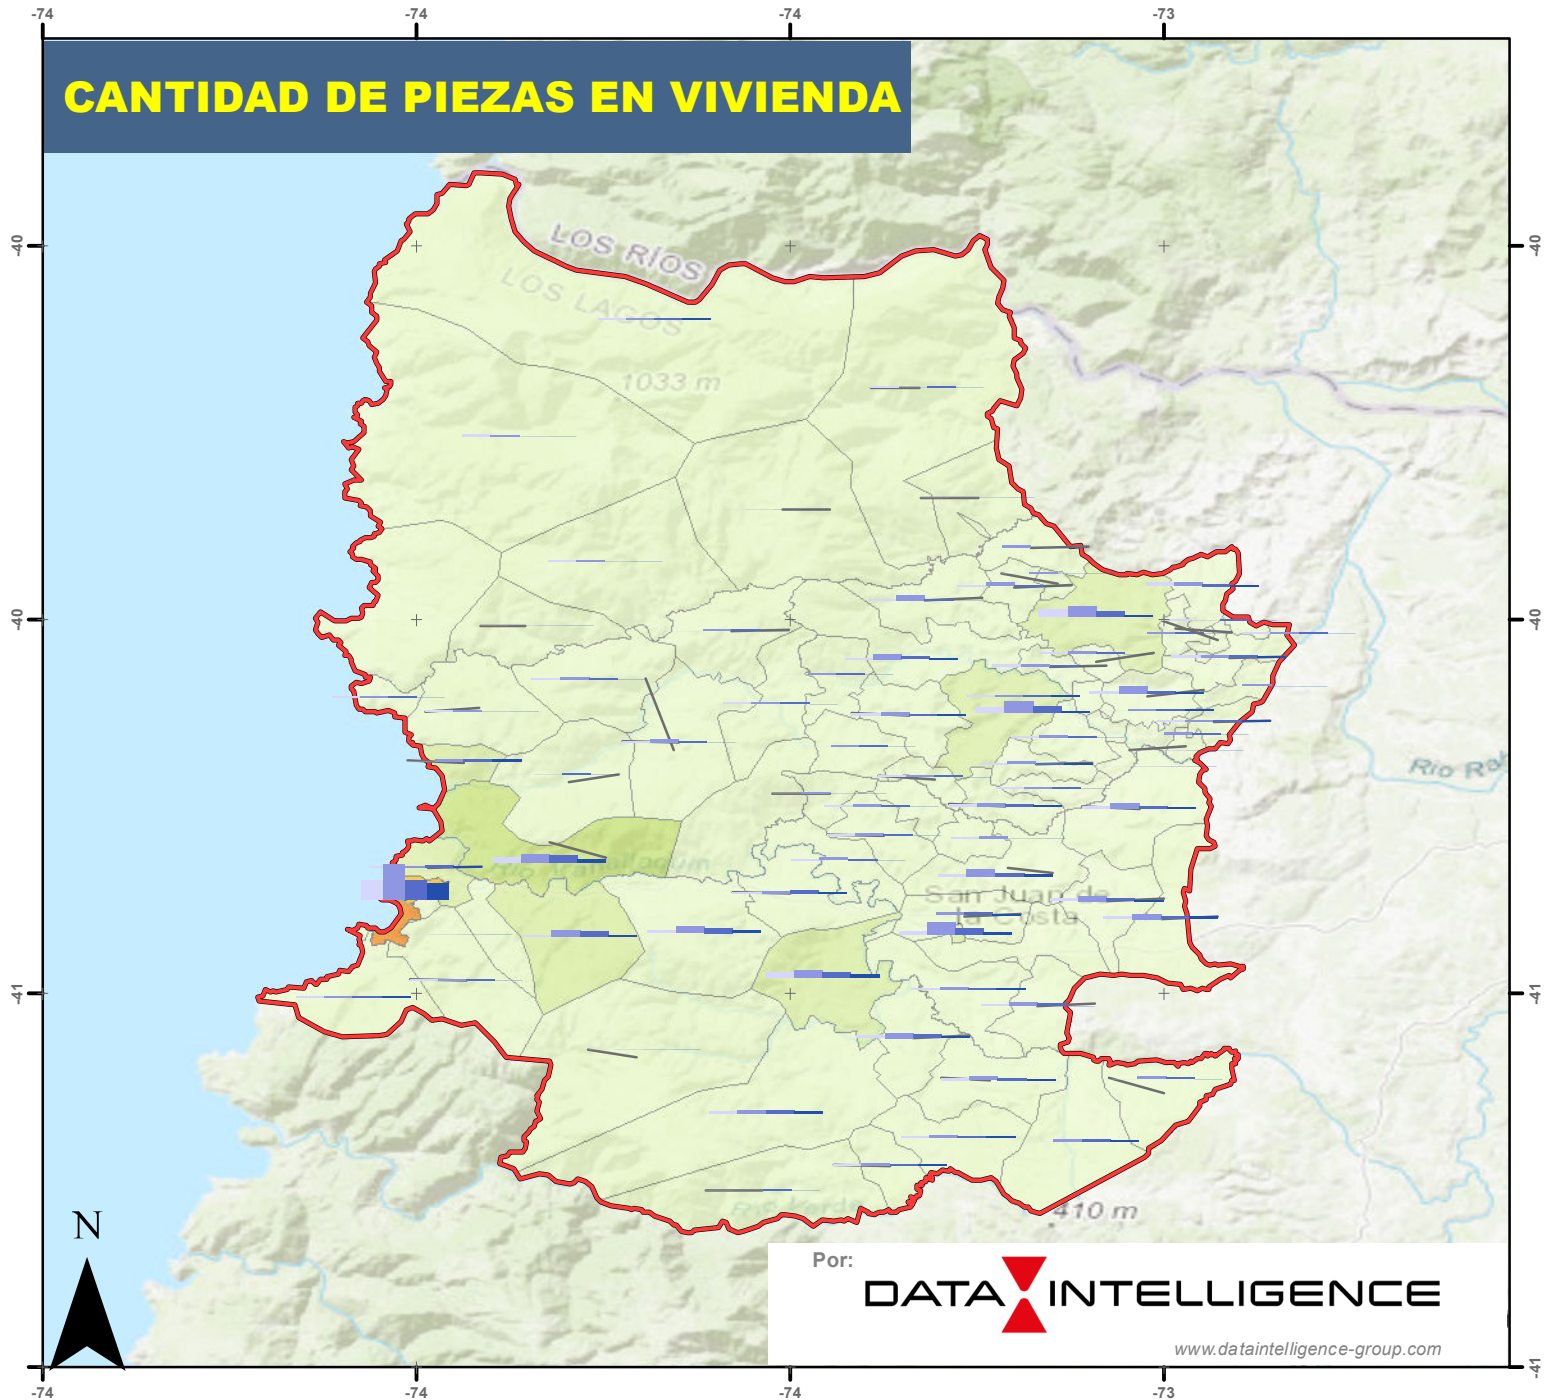 -74
-74
-74
-73
CANTIDAD DE PIEZAS EN VIVIENDA
LOS RÍOS
LOS LAGOS
-40
-40
1033 m
-40
-40
Río Rah
San Juan de
la Costa
-41
-41
410 m
N
Por:
DATA INTELLIGENCE
www.dataintelligence-group.com
-41
-74
-74
-74
-73